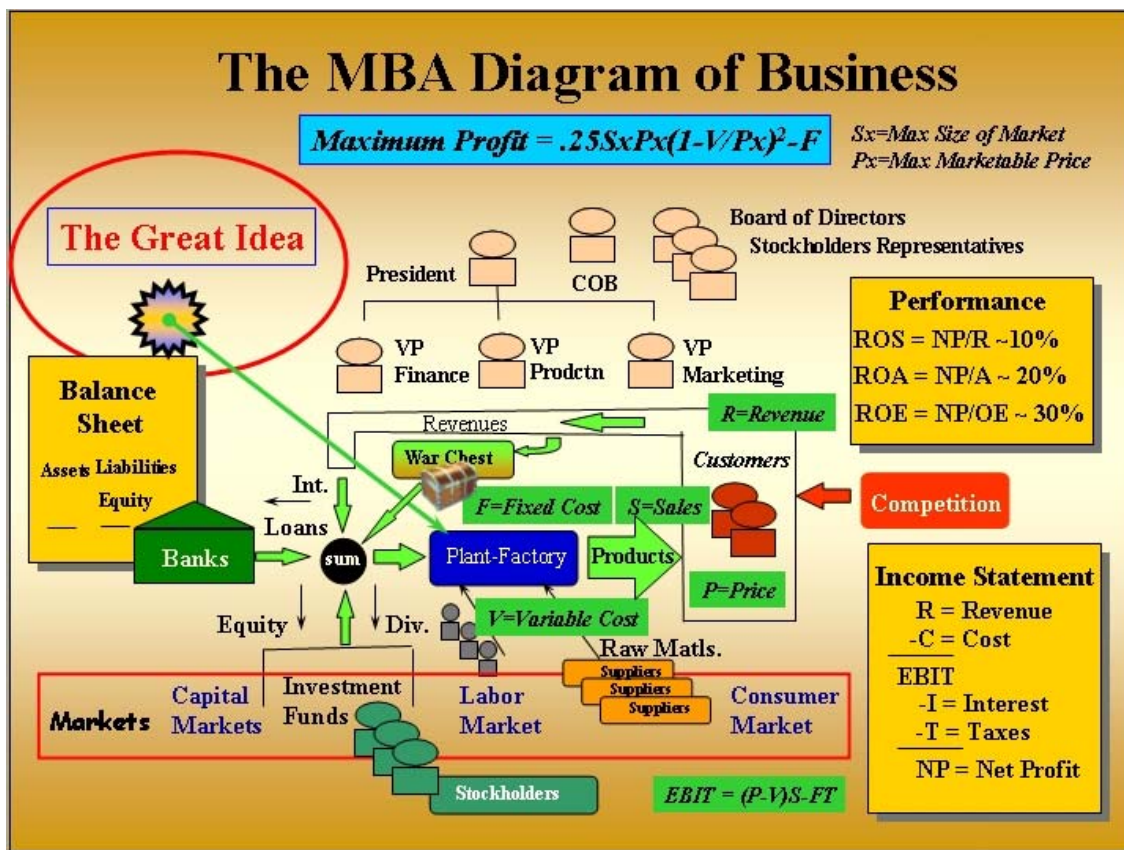 The MBA Diagram of Business
Maximum Profit = .25SxPx(1-V/Px)²-F
Sx=Max Size of Market
Px=Max Marketable Price
The Great Idea
Board of Directors
Stockholders Representatives
President
COB
VP
Finance
VP
Prodctn
VP
Marketing
Performance
ROS = NP/R ~10%
ROA = NP/A ~ 20%
ROE = NP/OE ~ 30%
Balance
Sheet
Assets Liabilities
Equity
Revenues
R=Revenue
War Chest
Customers
Int.
Loans
F=Fixed Cost
S=Sales
Competition
Banks
sum
Plant-Factory
Products
P=Price
Equity
Div.
V=Variable Cost
Raw Matls.
Suppliers
Suppliers
Suppliers
Markets
Capital
Markets
Investment
Funds
Labor
Market
Consumer
Market
Stockholders
EBIT = (P-V)S-FT
Income Statement
R = Revenue
-C = Cost
EBIT
-I = Interest
-T = Taxes
NP = Net Profit